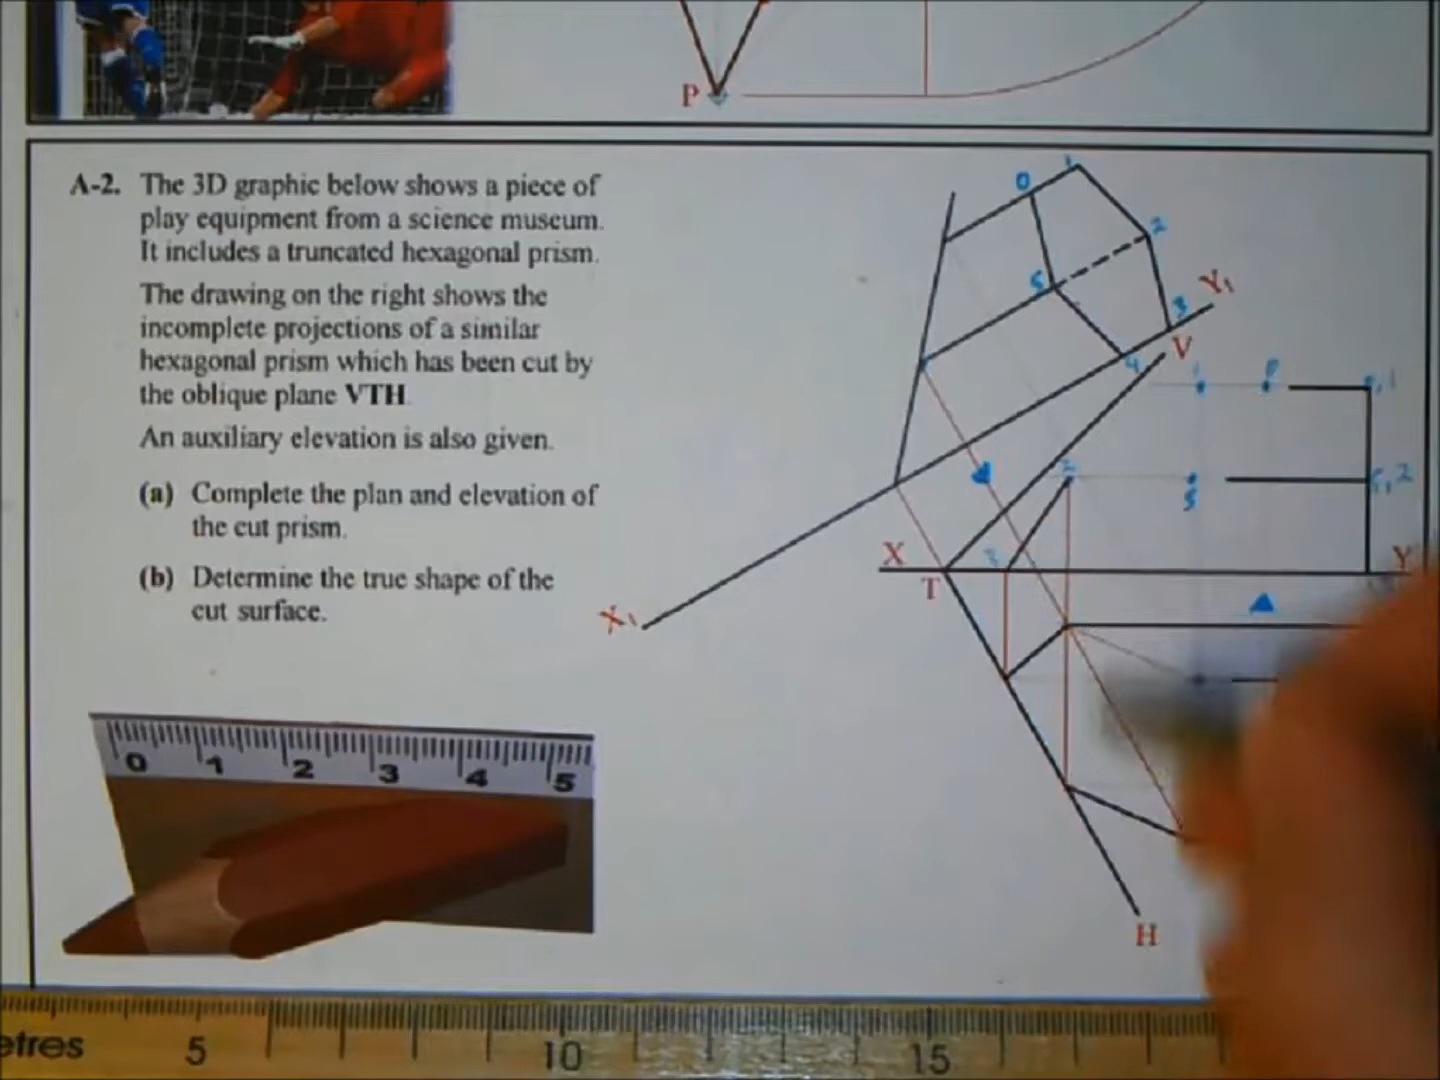 P
A-2. The 3D graphic below shows a piece of
play equipment from a science museum.
It includes a truncated hexagonal prism.
The drawing on the right shows the
incomplete projections of a similar
hexagonal prism which has been cut by
the oblique plane VTH
An auxiliary elevation is also given.
(a) Complete the plan and elevation of
the cut prism.
(b) Determine the true shape of the
cut surface.
0 1 2 3 4 5
0
1
2
5
3
4
Y₁
V
X₁
1
P
2
5
X
T
Y
H
etres 5 10 15